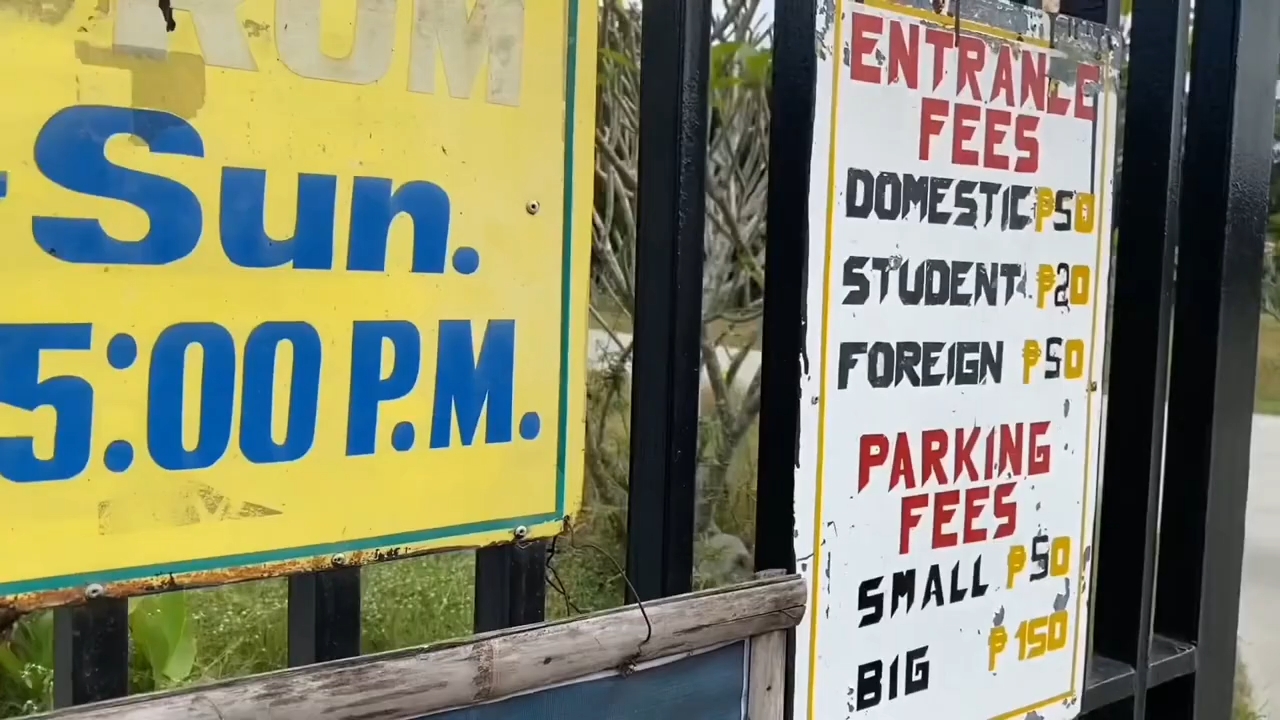 ROM
-Sun.
5:00 P.M.
ENTRANCE
FEES
DOMESTIC ₱50
STUDENT ₱20
FOREIGN ₱50
PARKING
FEES
SMALL ₱50
BIG ₱150